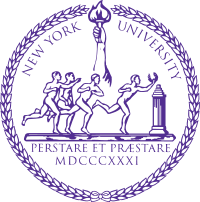 NEW YORK UNIVERSITY
PERSTARE ET PRÆSTARE
MDCCCXXXI